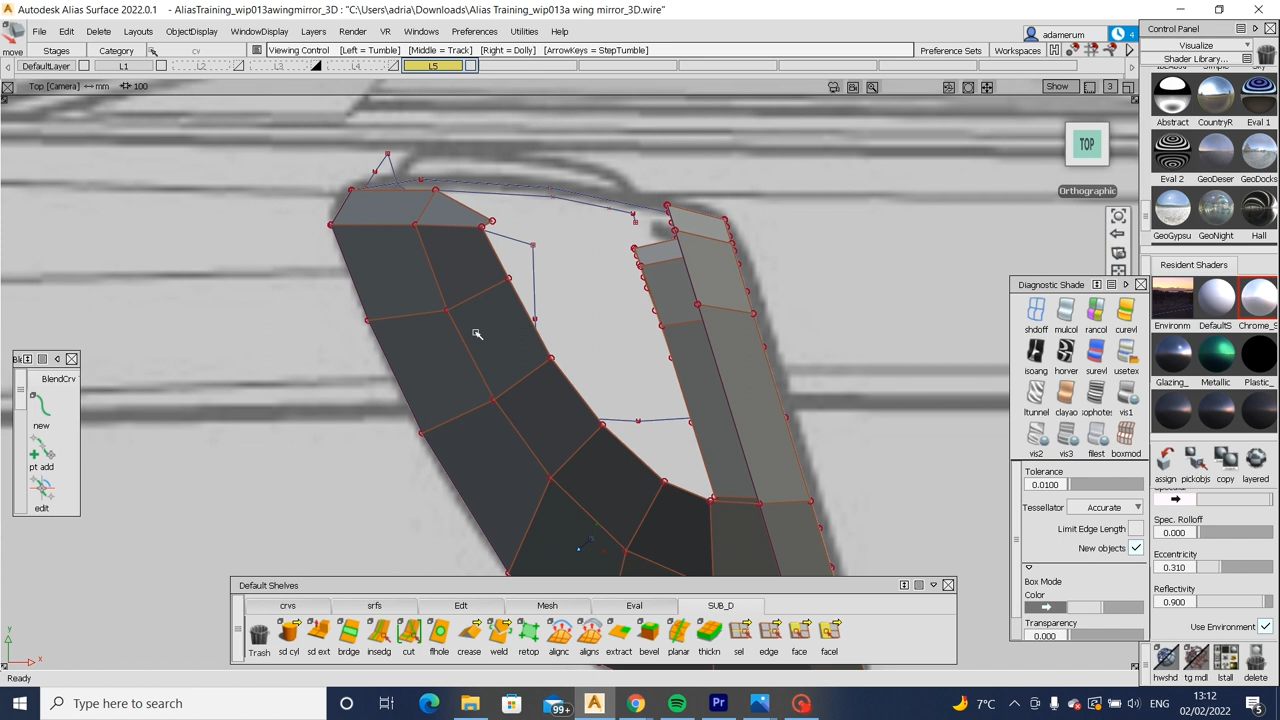 Autodesk Alias Surface 2022.0.1 - AliasTraining_wip013awingmirror_3D : "C:\Users\adria\Downloads\Alias Training_wip013a wing mirror_3D.wire"
File Edit Delete Layouts ObjectDisplay WindowDisplay Layers Render VR Windows Preferences Utilities Help
adamerum 4
move Stages Category cv Viewing Control [Left = Tumble] [Middle = Track] [Right = Dolly] [ArrowKeys = StepTumble] Preference Sets Workspaces
DefaultLayer L1 L2 L3 L4 L5
Top [Camera] mm 100 Show 3
TOP
Orthographic
Control Panel
Visualize
Shader Library...
Abstract CountryR Eval 1
Eval 2 GeoDeser GeoDocks
GeoGypsu GeoNight Hall
Resident Shaders
Environm DefaultS Chrome_S
Glazing_ Metallic Plastic_
assign pickobjs copy layered
Spec. Rolloff
0.000
Eccentricity
0.310
Reflectivity
0.900
Use Environment
hwshd tg mdl lstall delete
Diagnostic Shade
shdoff mulcol rancol curevl
isoang horver surevl usetex
ltunnel clayao vis1
vis2 vis3 filest boxmod
Tolerance
0.0100
Tessellator Accurate
Limit Edge Length
New objects
Box Mode
Color
Transparency
0.000
BlendCrv
new
pt add
edit
Default Shelves
crvs srfs Edt Mesh Eval SUB_D
Trash sd cyl sd ext brdge insedg cut flhole crease weld retop alignc aligns extract bevel planar thickn sel edge face facel
Ready
Type here to search
99+
7°C
13:12
02/02/2022
5